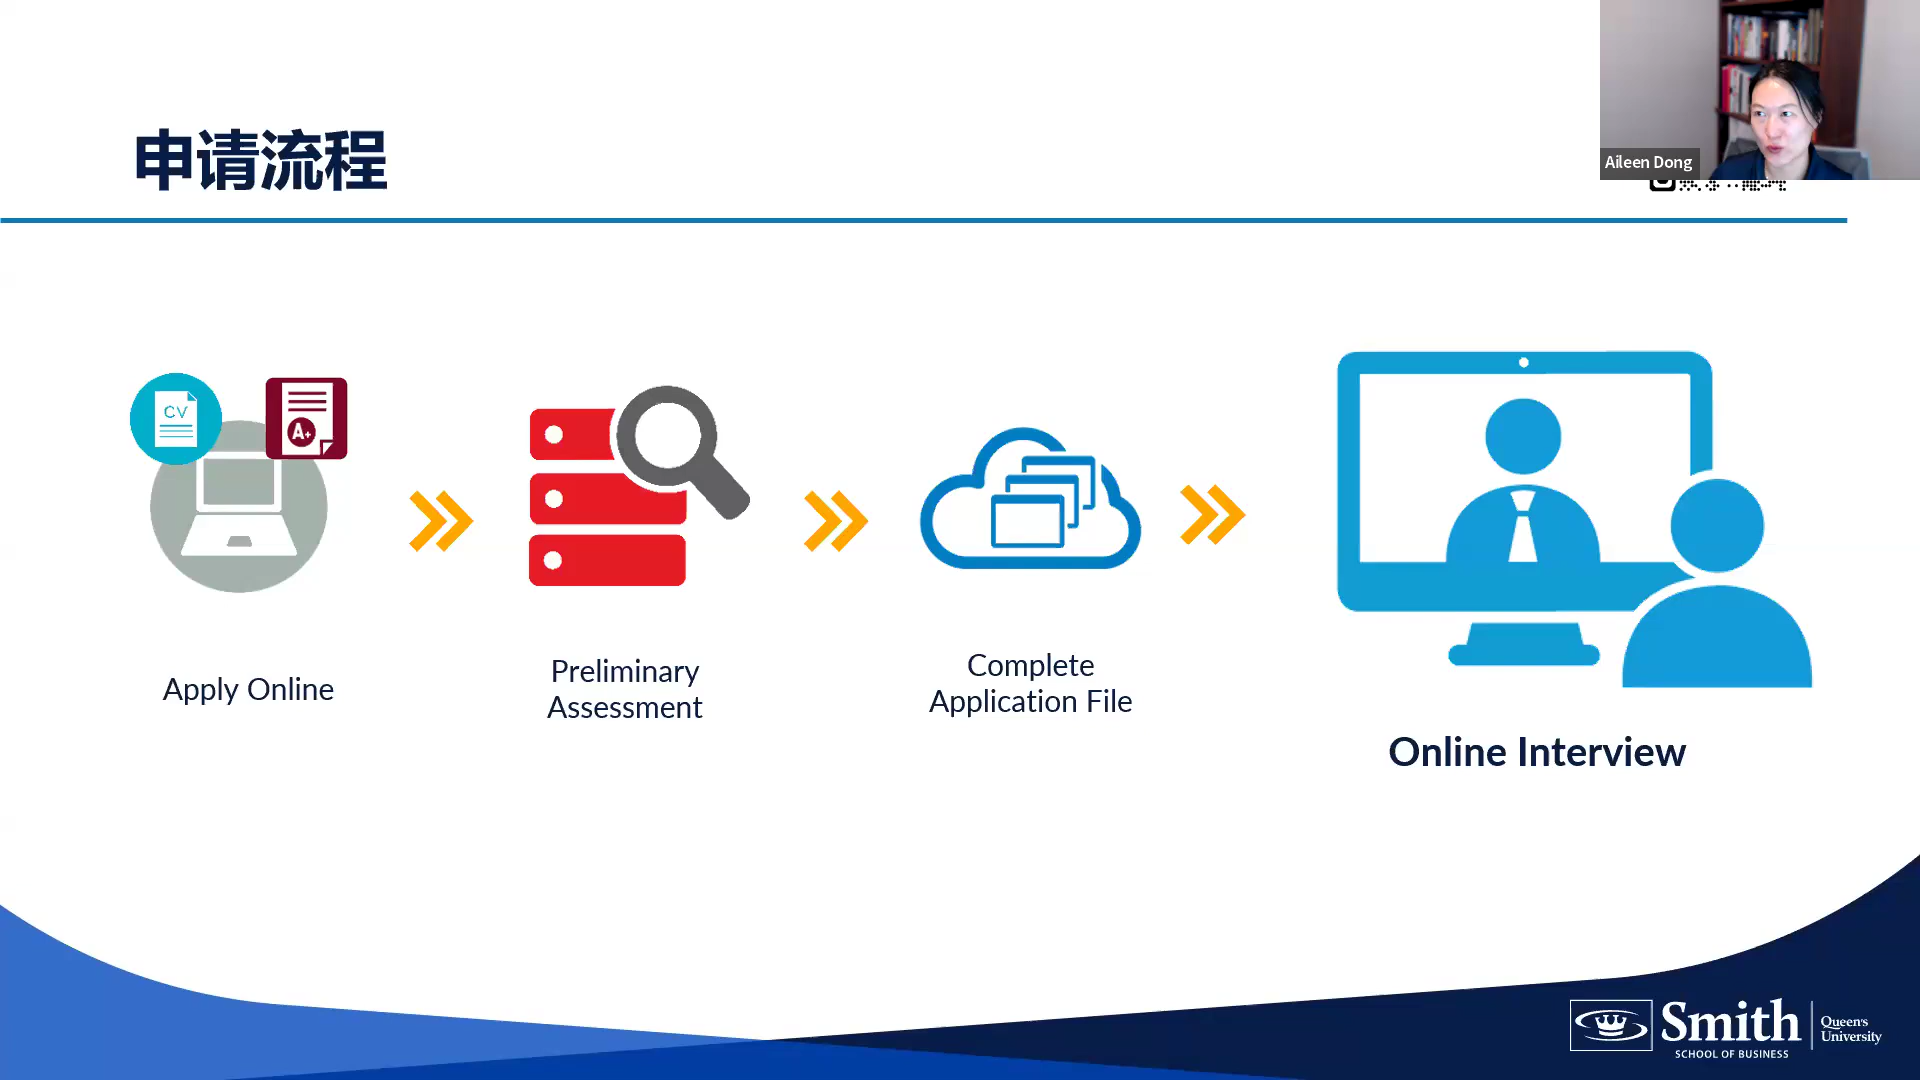 申请流程
Aileen Dong
CV
A+
Apply Online
Preliminary
Assessment
Complete
Application File
Online Interview
Smith
SCHOOL OF BUSINESS
Queen's
University